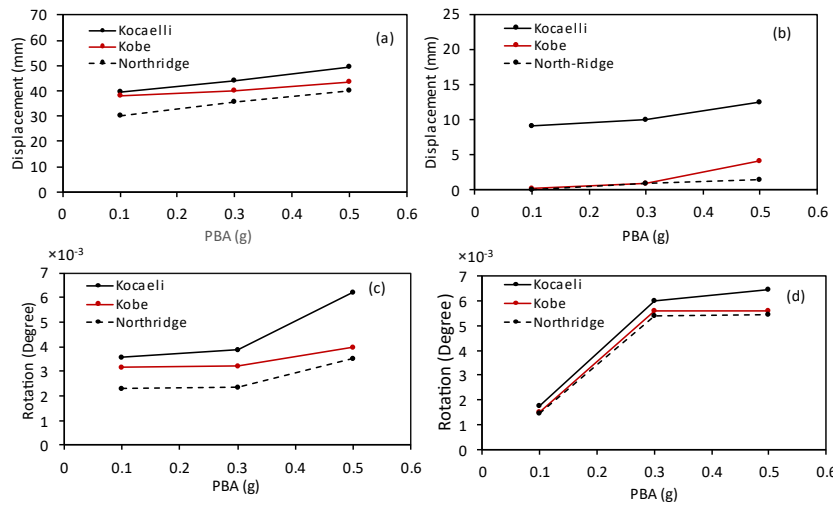 70
60
50
40
30
20
10
0
Displacement (mm)
Kocaelli
Kobe
Northridge
(a)
0 0.1 0.2 0.3 0.4 0.5 0.6
PBA (g)
25
20
15
10
5
0
Displacement (mm)
Kocaelli
Kobe
North-Ridge
(b)
0 0.1 0.2 0.3 0.4 0.5 0.6
PBA (g)
×10⁻³
7
6
5
4
3
2
1
0
Rotation (Degree)
Kocaeli
Kobe
Northridge
(c)
0 0.1 0.2 0.3 0.4 0.5 0.6
PBA (g)
×10⁻³
7
6
5
4
3
2
1
0
Rotation (Degree)
Kocaeli
Kobe
Northridge
(d)
0 0.1 0.2 0.3 0.4 0.5 0.6
PBA (g)